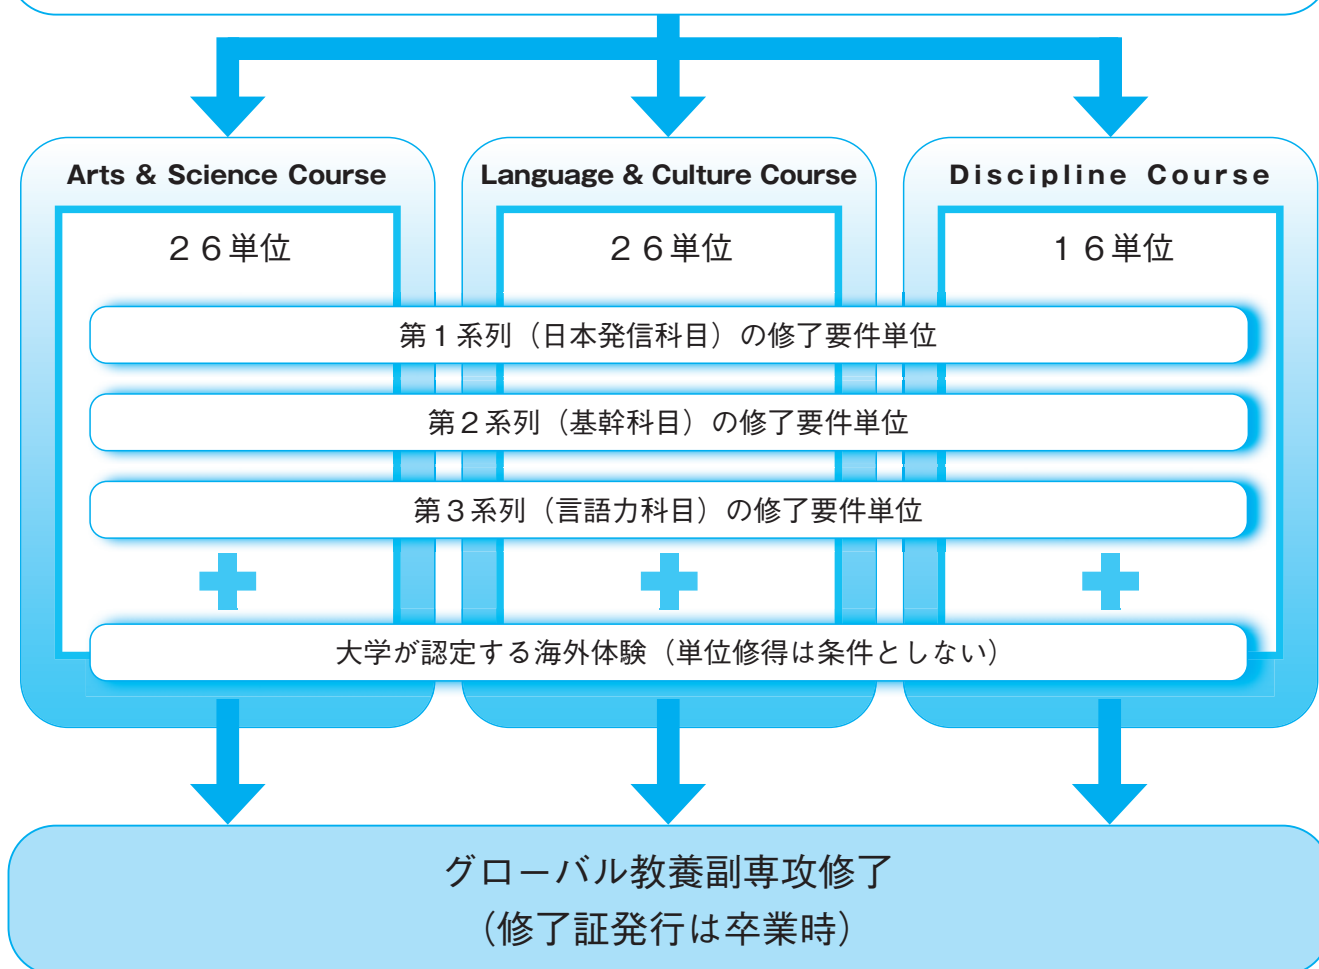 Arts & Science Course
２６単位
Language & Culture Course
２６単位
Discipline Course
１６単位
第１系列（日本発信科目）の修了要件単位
第２系列（基幹科目）の修了要件単位
第３系列（言語力科目）の修了要件単位
大学が認定する海外体験（単位修得は条件としない）
グローバル教養副専攻修了
（修了証発行は卒業時）